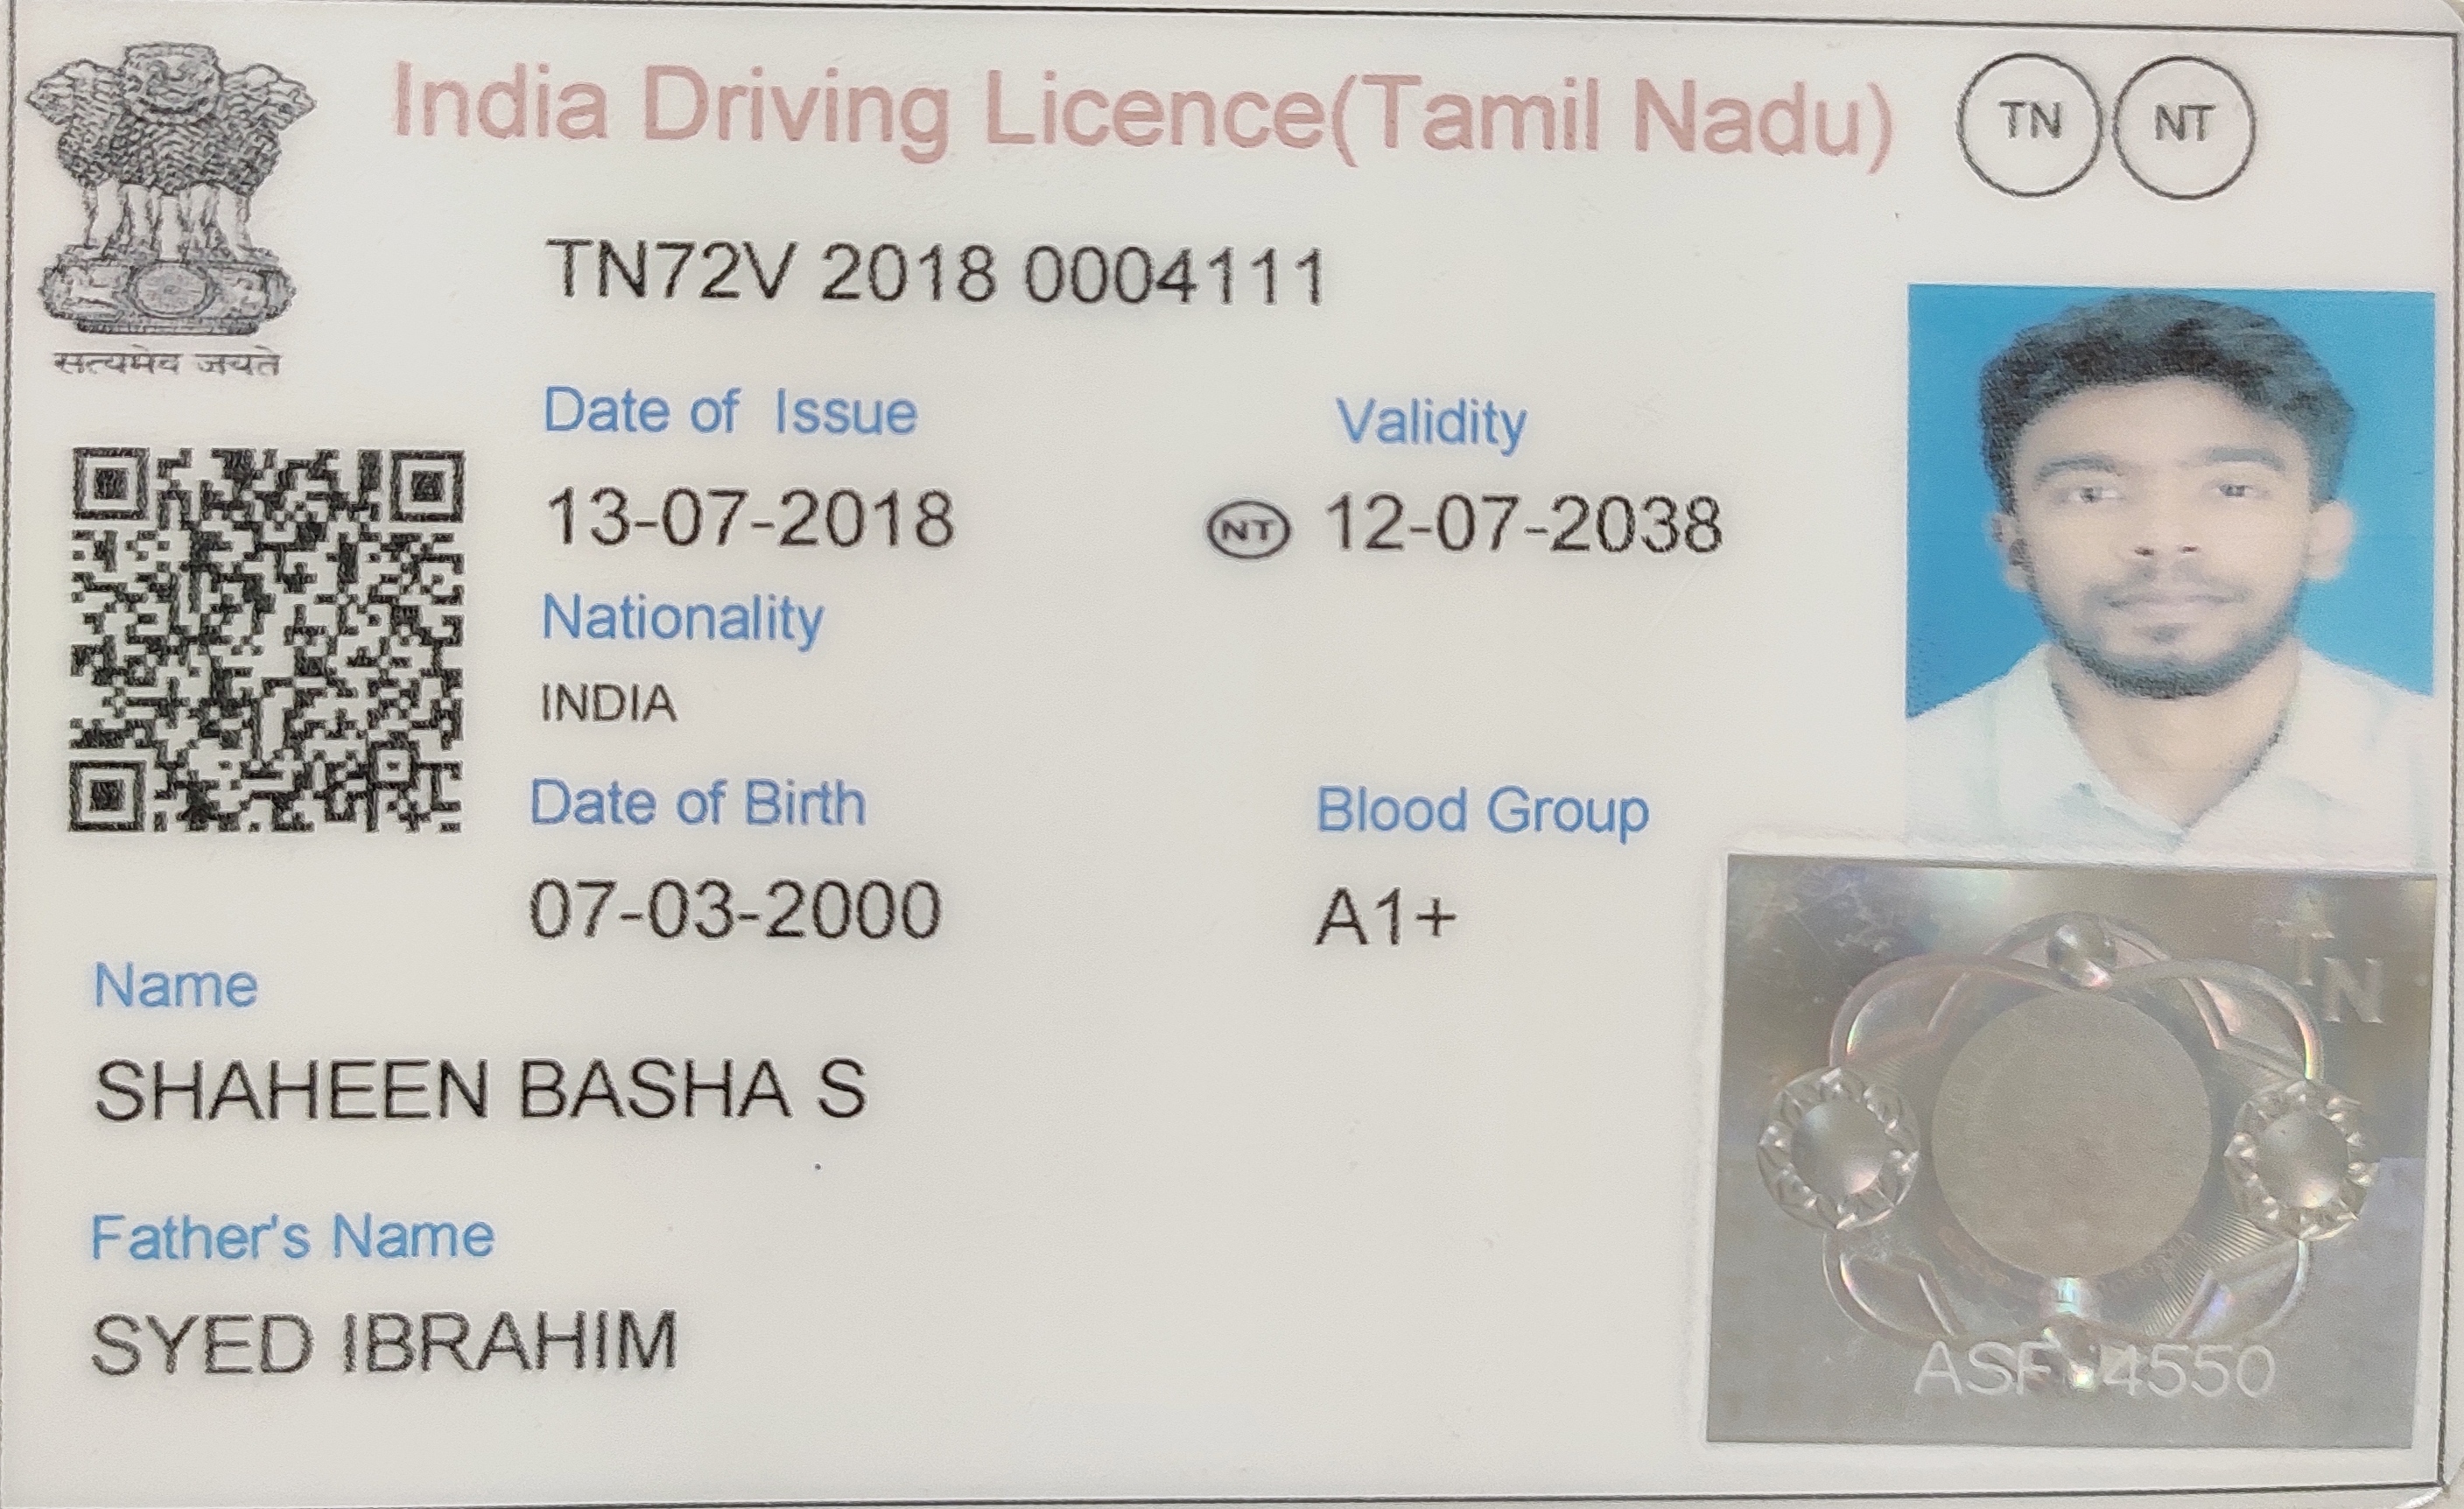 India Driving Licence(Tamil Nadu) TN NT
सत्यमेव जयते
TN72V 2018 0004111
Date of Issue Validity
13-07-2018 NT 12-07-2038
Nationality
INDIA
Date of Birth Blood Group
07-03-2000 A1+
Name
SHAHEEN BASHA S
Father's Name
SYED IBRAHIM
TN
4550